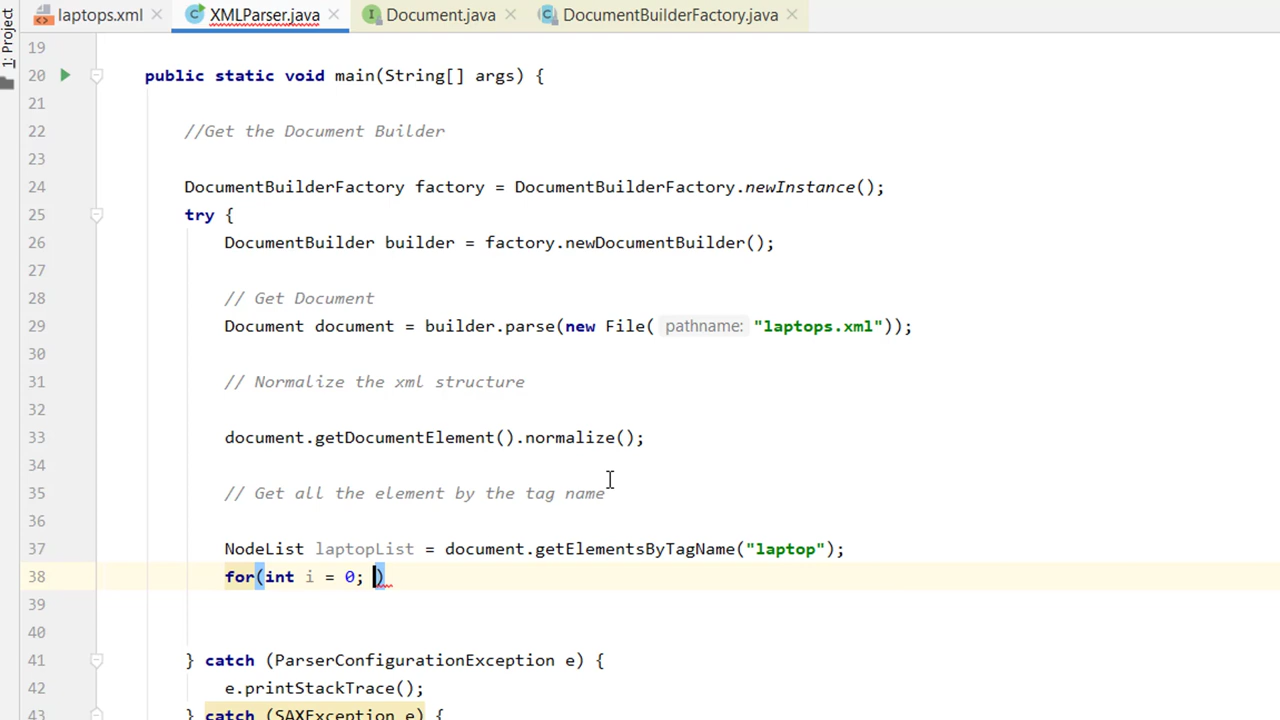 1: Project
laptops.xml
XMLParser.java
Document.java
DocumentBuilderFactory.java
19
20 public static void main(String[] args) {
21
22 //Get the Document Builder
23
24 DocumentBuilderFactory factory = DocumentBuilderFactory.newInstance();
25 try {
26 DocumentBuilder builder = factory.newDocumentBuilder();
27
28 // Get Document
29 Document document = builder.parse(new File( pathname: "laptops.xml"));
30
31 // Normalize the xml structure
32
33 document.getDocumentElement().normalize();
34
35 // Get all the element by the tag name
36
37 NodeList laptopList = document.getElementsByTagName("laptop");
38 for(int i = 0; )
39
40
41 } catch (ParserConfigurationException e) {
42 e.printStackTrace();
43 } catch (SAXException e) {